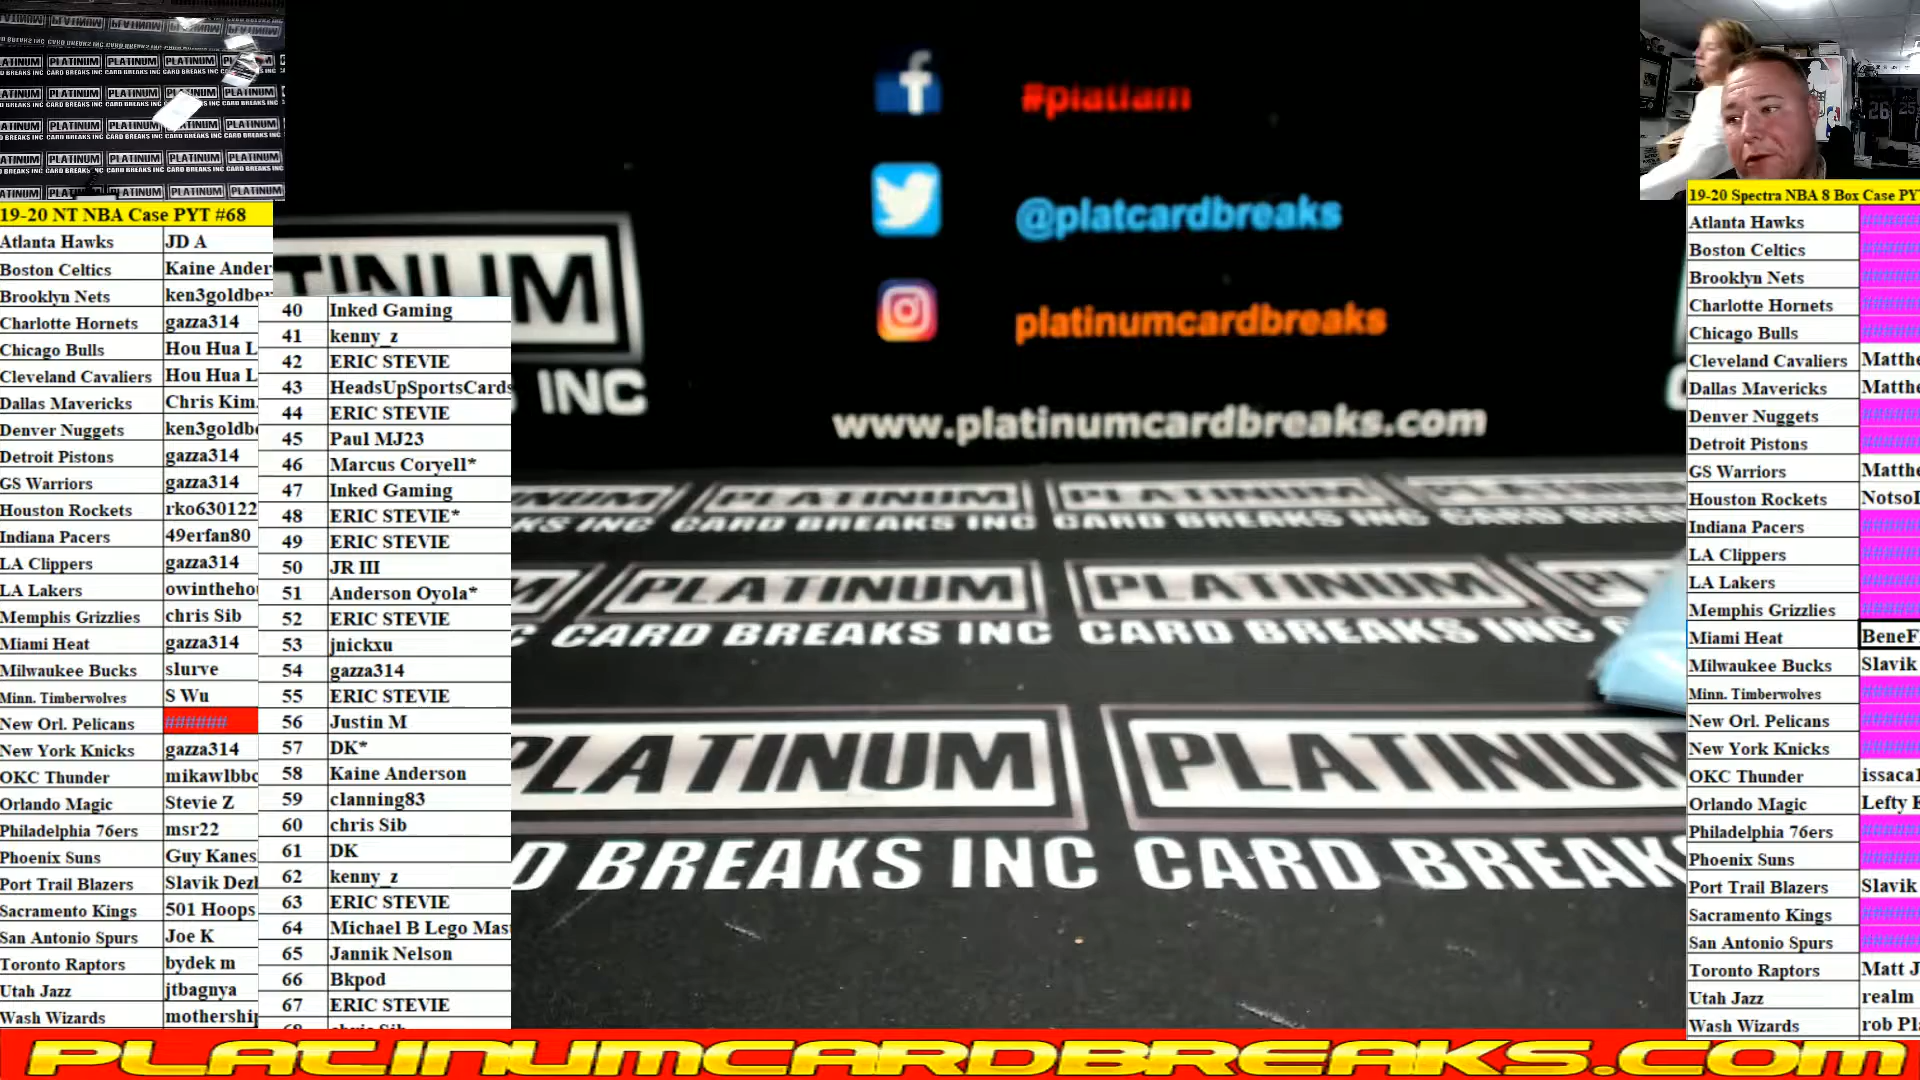 19-20 NT NBA Case PYT #68
Atlanta Hawks JD A
Boston Celtics Kaine Ander
Brooklyn Nets ken3goldber
Charlotte Hornets gazza314
Chicago Bulls Hou Hua L
Cleveland Cavaliers Hou Hua L
Dallas Mavericks Chris Kim
Denver Nuggets ken3goldb
Detroit Pistons gazza314
GS Warriors gazza314
Houston Rockets rko630122
Indiana Pacers 49erfan80
LA Clippers gazza314
LA Lakers owintheho
Memphis Grizzlies chris Sib
Miami Heat gazza314
Milwaukee Bucks slurve
Minn. Timberwolves S Wu
New Orl. Pelicans ######
New York Knicks gazza314
OKC Thunder mikawlbb
Orlando Magic Stevie Z
Philadelphia 76ers msr22
Phoenix Suns Guy Kanes
Port Trail Blazers Slavik Dez
Sacramento Kings 501 Hoops
San Antonio Spurs Joe K
Toronto Raptors bydek m
Utah Jazz jtbagnya
Wash Wizards mothership
40 Inked Gaming
41 kenny_z
42 ERIC STEVIE
43 HeadsUpSportsCards
44 ERIC STEVIE
45 Paul MJ23
46 Marcus Coryell*
47 Inked Gaming
48 ERIC STEVIE*
49 ERIC STEVIE
50 JR III
51 Anderson Oyola*
52 ERIC STEVIE
53 jnickxu
54 gazza314
55 ERIC STEVIE
56 Justin M
57 DK*
58 Kaine Anderson
59 clanning83
60 chris Sib
61 DK
62 kenny_z
63 ERIC STEVIE
64 Michael B Lego Mas
65 Jannik Nelson
66 Bkpod
67 ERIC STEVIE
#platfam
@platcardbreaks
platinumcardbreaks
www.platinumcardbreaks.com
TINUM
INC
PLATINUM PLATINUM
CARD BREAKS INC CARD BREAKS INC
PLATINUM PLATINUM
CARD BREAKS INC CARD BREAKS INC
PLATINUM PLATINUM
BREAKS INC CARD BREAKS
19-20 Spectra NBA 8 Box Case PY
Atlanta Hawks ######
Boston Celtics ######
Brooklyn Nets ######
Charlotte Hornets ######
Chicago Bulls ######
Cleveland Cavaliers Matthe
Dallas Mavericks Matthe
Denver Nuggets ######
Detroit Pistons ######
GS Warriors Matthe
Houston Rockets Notso
Indiana Pacers ######
LA Clippers ######
LA Lakers ######
Memphis Grizzlies ######
Miami Heat BeneF
Milwaukee Bucks Slavik
Minn. Timberwolves ######
New Orl. Pelicans ######
New York Knicks ######
OKC Thunder issaca1
Orlando Magic Lefty
Philadelphia 76ers ######
Phoenix Suns ######
Port Trail Blazers Slavik
Sacramento Kings ######
San Antonio Spurs ######
Toronto Raptors Matt J
Utah Jazz realm
Wash Wizards rob Pl
PLATINUMCARDBREAKS.COM